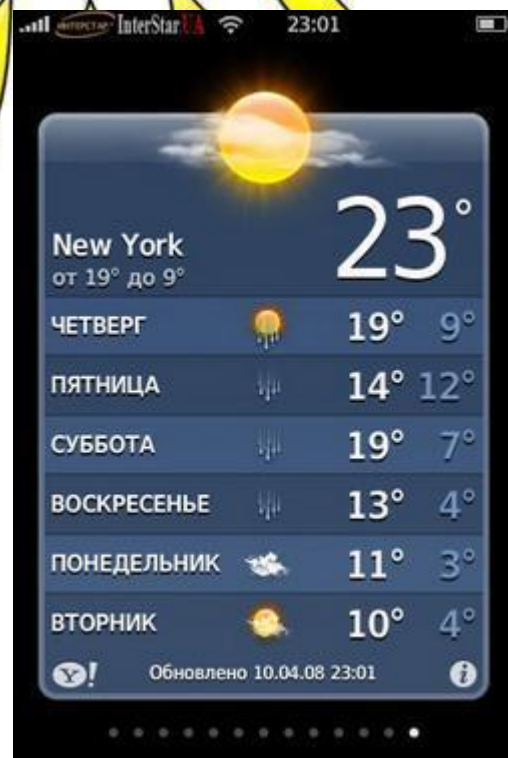 ИНТЕРСТАР InterStar UA 23:01
23°
New York
от 19° до 9°
ЧЕТВЕРГ 19° 9°
ПЯТНИЦА 14° 12°
СУББОТА 19° 7°
ВОСКРЕСЕНЬЕ 13° 4°
ПОНЕДЕЛЬНИК 11° 3°
ВТОРНИК 10° 4°
Y! Обновлено 10.04.08 23:01 i